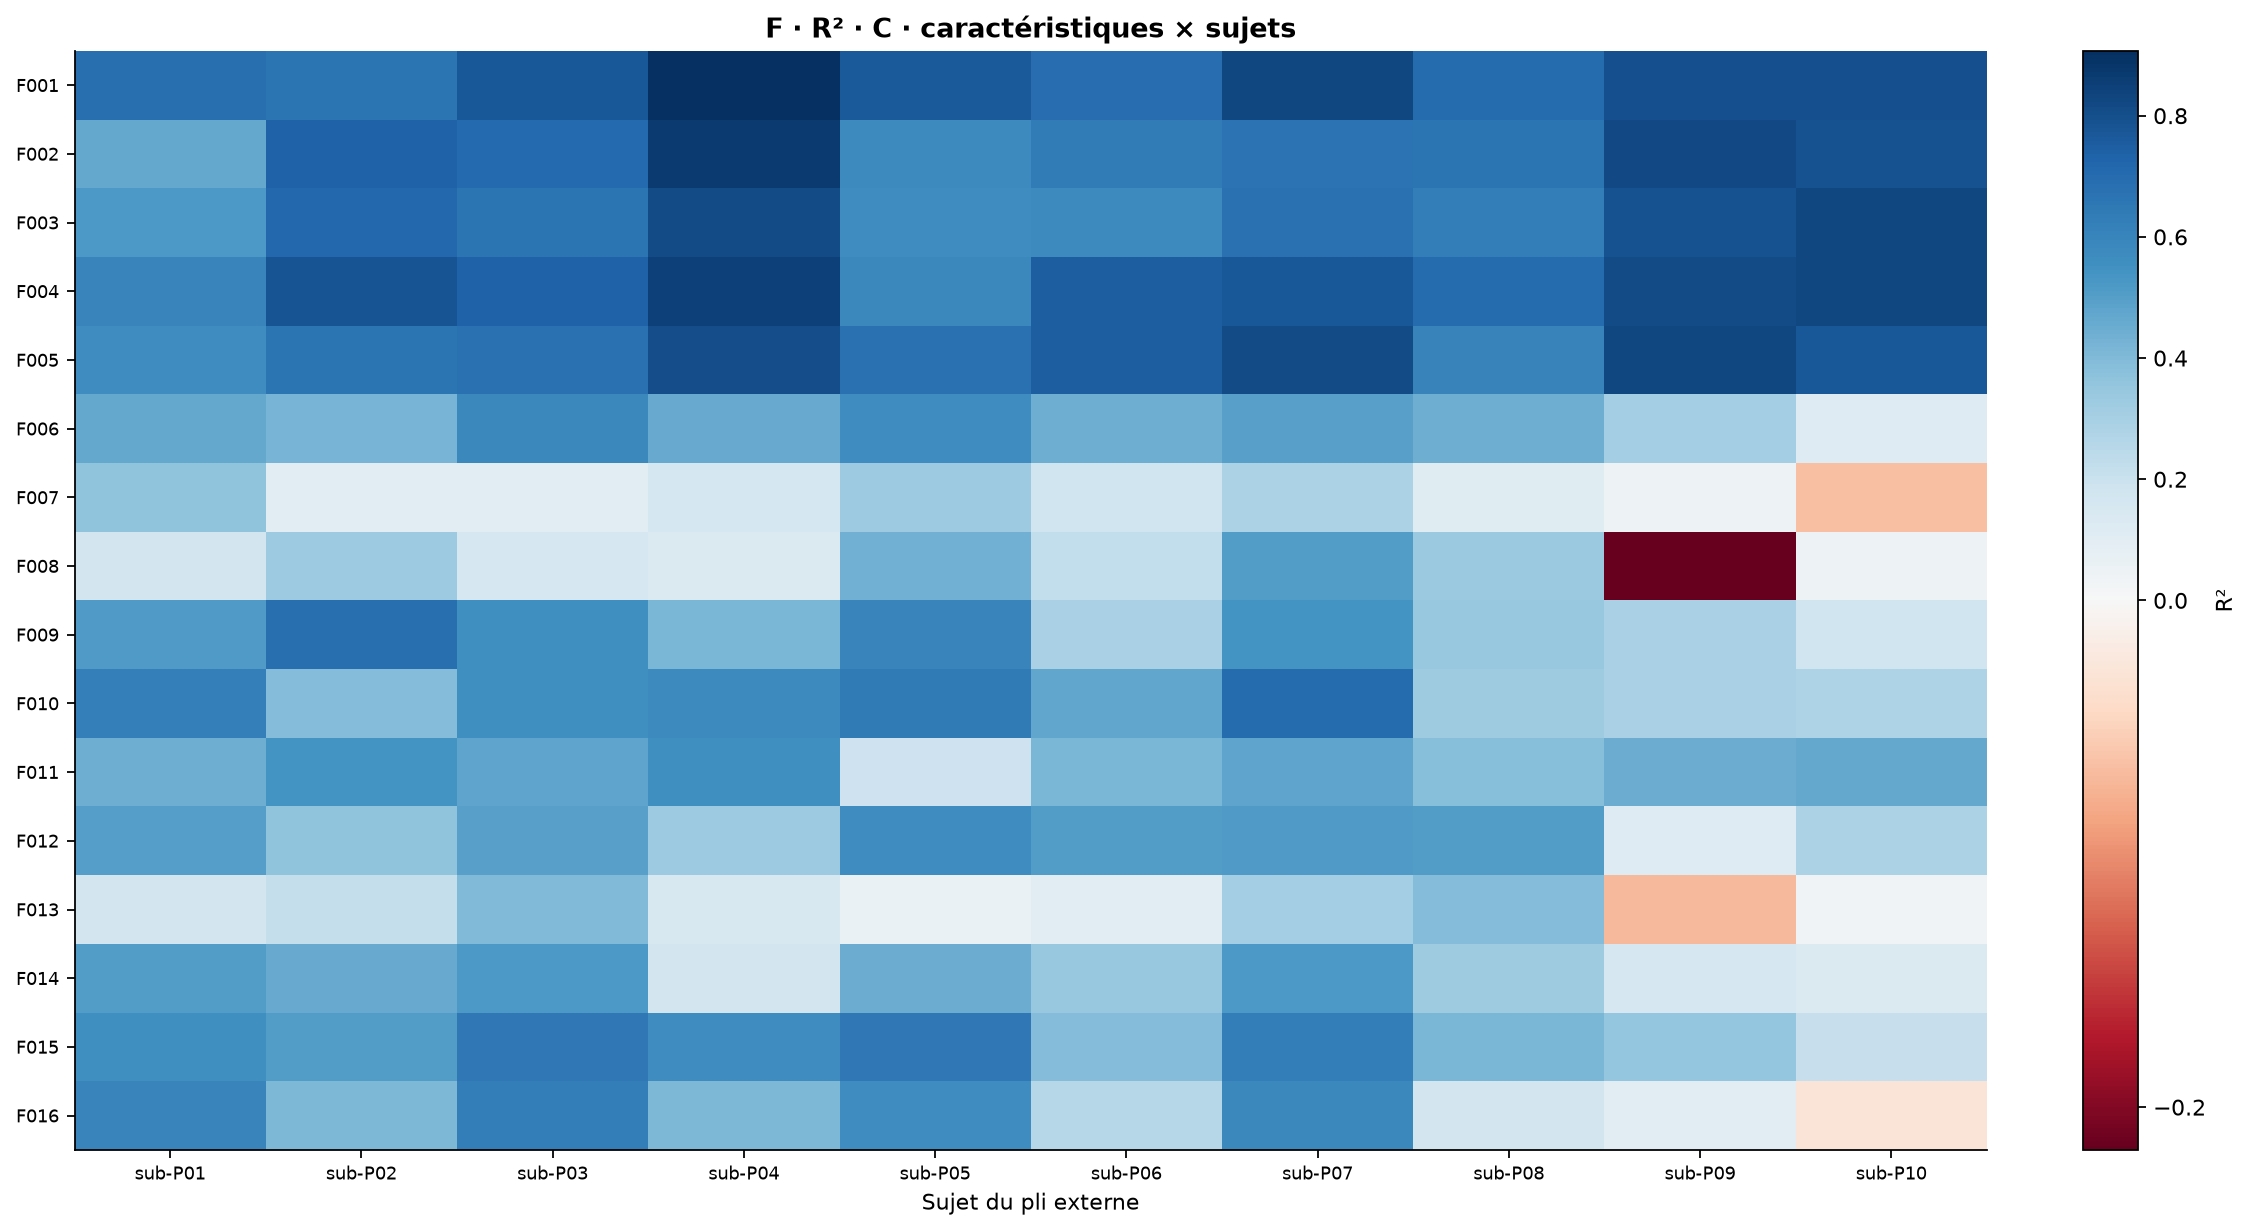 F · R² · C · caractéristiques × sujets
F001
F002
F003
F004
F005
F006
F007
F008
F009
F010
F011
F012
F013
F014
F015
F016
sub-P01 sub-P02 sub-P03 sub-P04 sub-P05 sub-P06 sub-P07 sub-P08 sub-P09 sub-P10
Sujet du pli externe
0.8
0.6
0.4
0.2
0.0
−0.2
R²